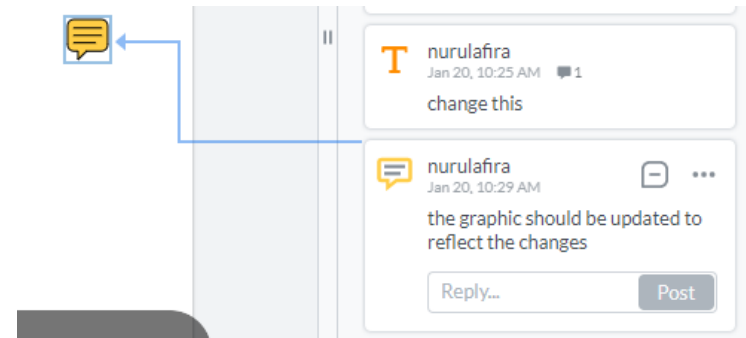 T
nurulafira
Jan 20, 10:25 AM 1
change this
nurulafira
Jan 20, 10:29 AM
the graphic should be updated to
reflect the changes
Reply... Post